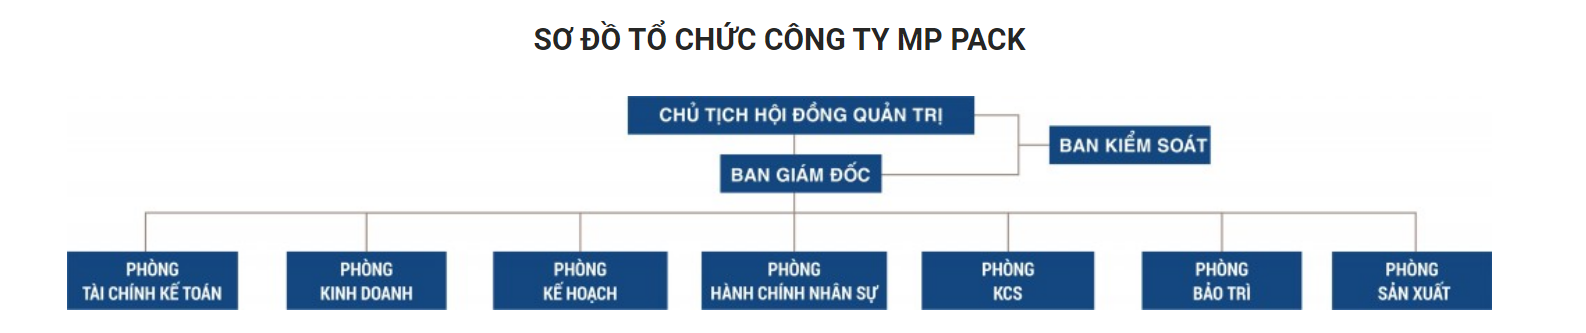 SƠ ĐỒ TỔ CHỨC CÔNG TY MP PACK
CHỦ TỊCH HỘI ĐỒNG QUẢN TRỊ
BAN KIỂM SOÁT
BAN GIÁM ĐỐC
PHÒNG
TÀI CHÍNH KẾ TOÁN
PHÒNG
KINH DOANH
PHÒNG
KẾ HOẠCH
PHÒNG
HÀNH CHÍNH NHÂN SỰ
PHÒNG
KCS
PHÒNG
BẢO TRÌ
PHÒNG
SẢN XUẤT